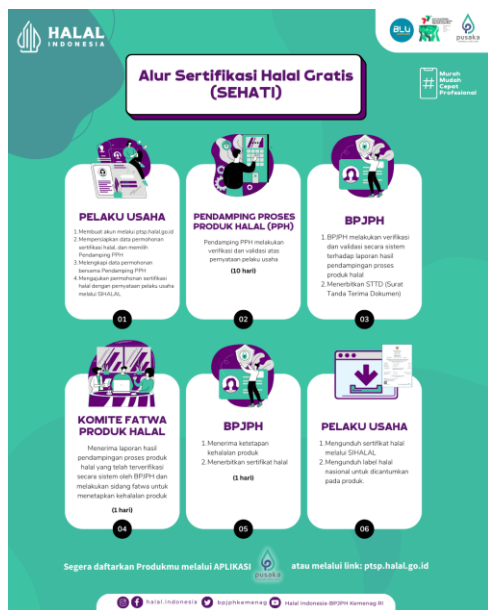 HALAL
INDONESIA
BLU
pusaka
Alur Sertifikasi Halal Gratis
(SEHATI)
#
Murah
Mudah
Cepat
Profesional
PELAKU USAHA
1. Membuat akun melalui ptsp.halal.go.id
2. Mempersiapkan data permohonan
sertifikasi halal, dan memilih
Pendamping PPH
3. Melengkapi data permohonan
bersama Pendamping PPH
4. Mengajukan permohonan sertifikasi
halal dengan pernyataan pelaku usaha
melalui SIHALAL
01
PENDAMPING PROSES
PRODUK HALAL (PPH)
Pendamping PPH melakukan
verifikasi dan validasi atas
pernyataan pelaku usaha
(10 hari)
02
BPJPH
1. BPJPH melakukan verifikasi
dan validasi secara sistem
terhadap laporan hasil
pendampingan proses
produk halal
2. Menerbitkan STTD (Surat
Tanda Terima Dokumen)
03
KOMITE FATWA
PRODUK HALAL
Menerima laporan hasil
pendampingan proses produk
halal yang telah terverifikasi
secara sistem oleh BPJPH dan
melakukan sidang fatwa untuk
menetapkan kehalalan produk
(1 hari)
04
BPJPH
1. Menerima ketetapan
kehalalan produk
2. Menerbitkan sertifikat halal
(1 hari)
05
PELAKU USAHA
1. Mengunduh sertifikat halal
melalui SIHALAL
2. Mengunduh label halal
nasional untuk dicantumkan
pada produk.
06
Segera daftarkan Produkmu melalui APLIKASI pusaka atau melalui link: ptsp.halal.go.id
halal.indonesia bpjphkemenag Halal Indonesia-BPJPH Kemenag RI